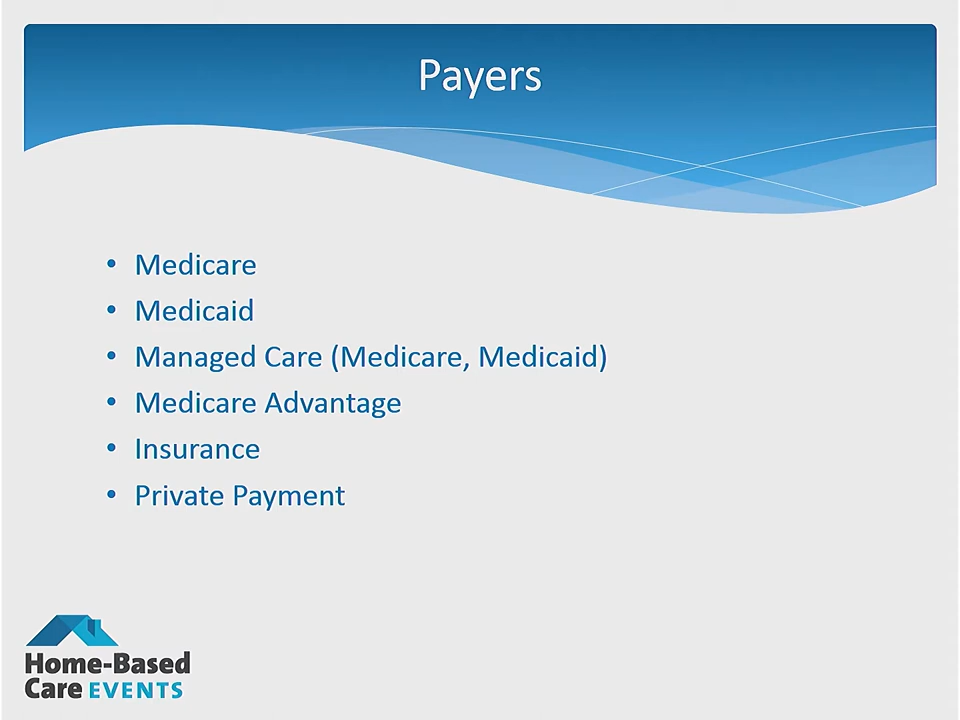 Payers
• Medicare
• Medicaid
• Managed Care (Medicare, Medicaid)
• Medicare Advantage
• Insurance
• Private Payment
Home-Based
Care EVENTS